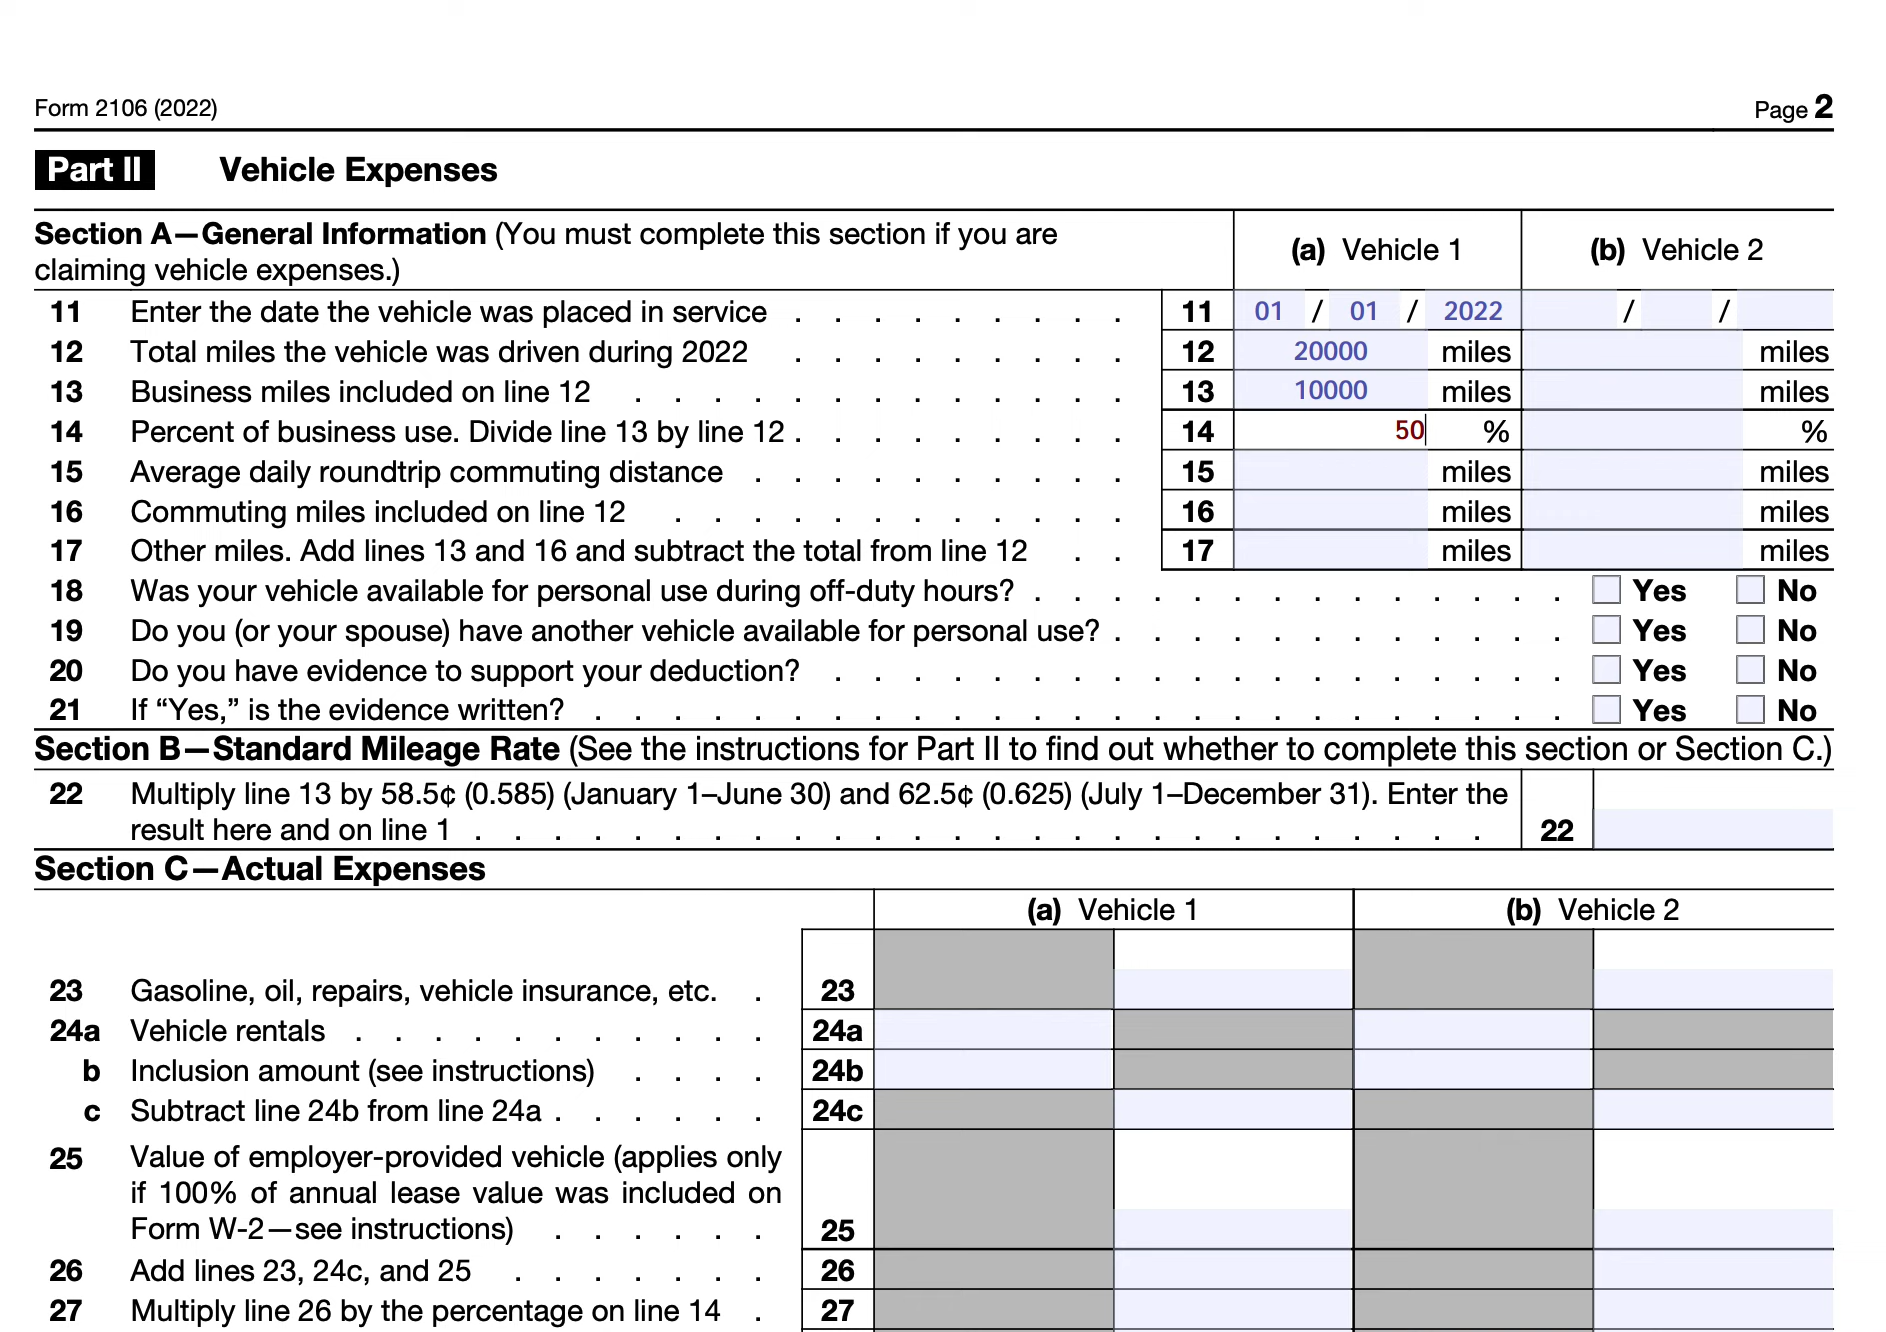 Form 2106 (2022) Page 2
Part II Vehicle Expenses
Section A—General Information (You must complete this section if you are
claiming vehicle expenses.)
(a) Vehicle 1 (b) Vehicle 2
11 Enter the date the vehicle was placed in service . . . . . . . . . 11 01 / 01 / 2022 / /
12 Total miles the vehicle was driven during 2022 . . . . . . . . . 12 20000 miles miles
13 Business miles included on line 12 . . . . . . . . . . . . . 13 10000 miles miles
14 Percent of business use. Divide line 13 by line 12 . . . . . . . . . 14 50 % %
15 Average daily roundtrip commuting distance . . . . . . . . . . 15 miles miles
16 Commuting miles included on line 12 . . . . . . . . . . . . 16 miles miles
17 Other miles. Add lines 13 and 16 and subtract the total from line 12 . . 17 miles miles
18 Was your vehicle available for personal use during off-duty hours? . . . . . . . . . . . . . . Yes No
19 Do you (or your spouse) have another vehicle available for personal use? . . . . . . . . . . . . Yes No
20 Do you have evidence to support your deduction? . . . . . . . . . . . . . . . . . . . Yes No
21 If “Yes,” is the evidence written? . . . . . . . . . . . . . . . . . . . . . . . . . Yes No
Section B—Standard Mileage Rate (See the instructions for Part II to find out whether to complete this section or Section C.)
22 Multiply line 13 by 58.5¢ (0.585) (January 1–June 30) and 62.5¢ (0.625) (July 1–December 31). Enter the
result here and on line 1 . . . . . . . . . . . . . . . . . . . . . . . . . . 22
Section C—Actual Expenses
(a) Vehicle 1 (b) Vehicle 2
23 Gasoline, oil, repairs, vehicle insurance, etc. . 23
24a Vehicle rentals . . . . . . . . . . . 24a
b Inclusion amount (see instructions) . . . . 24b
c Subtract line 24b from line 24a . . . . . . 24c
25 Value of employer-provided vehicle (applies only
if 100% of annual lease value was included on
Form W-2—see instructions) . . . . . . 25
26 Add lines 23, 24c, and 25 . . . . . . . 26
27 Multiply line 26 by the percentage on line 14 . 27